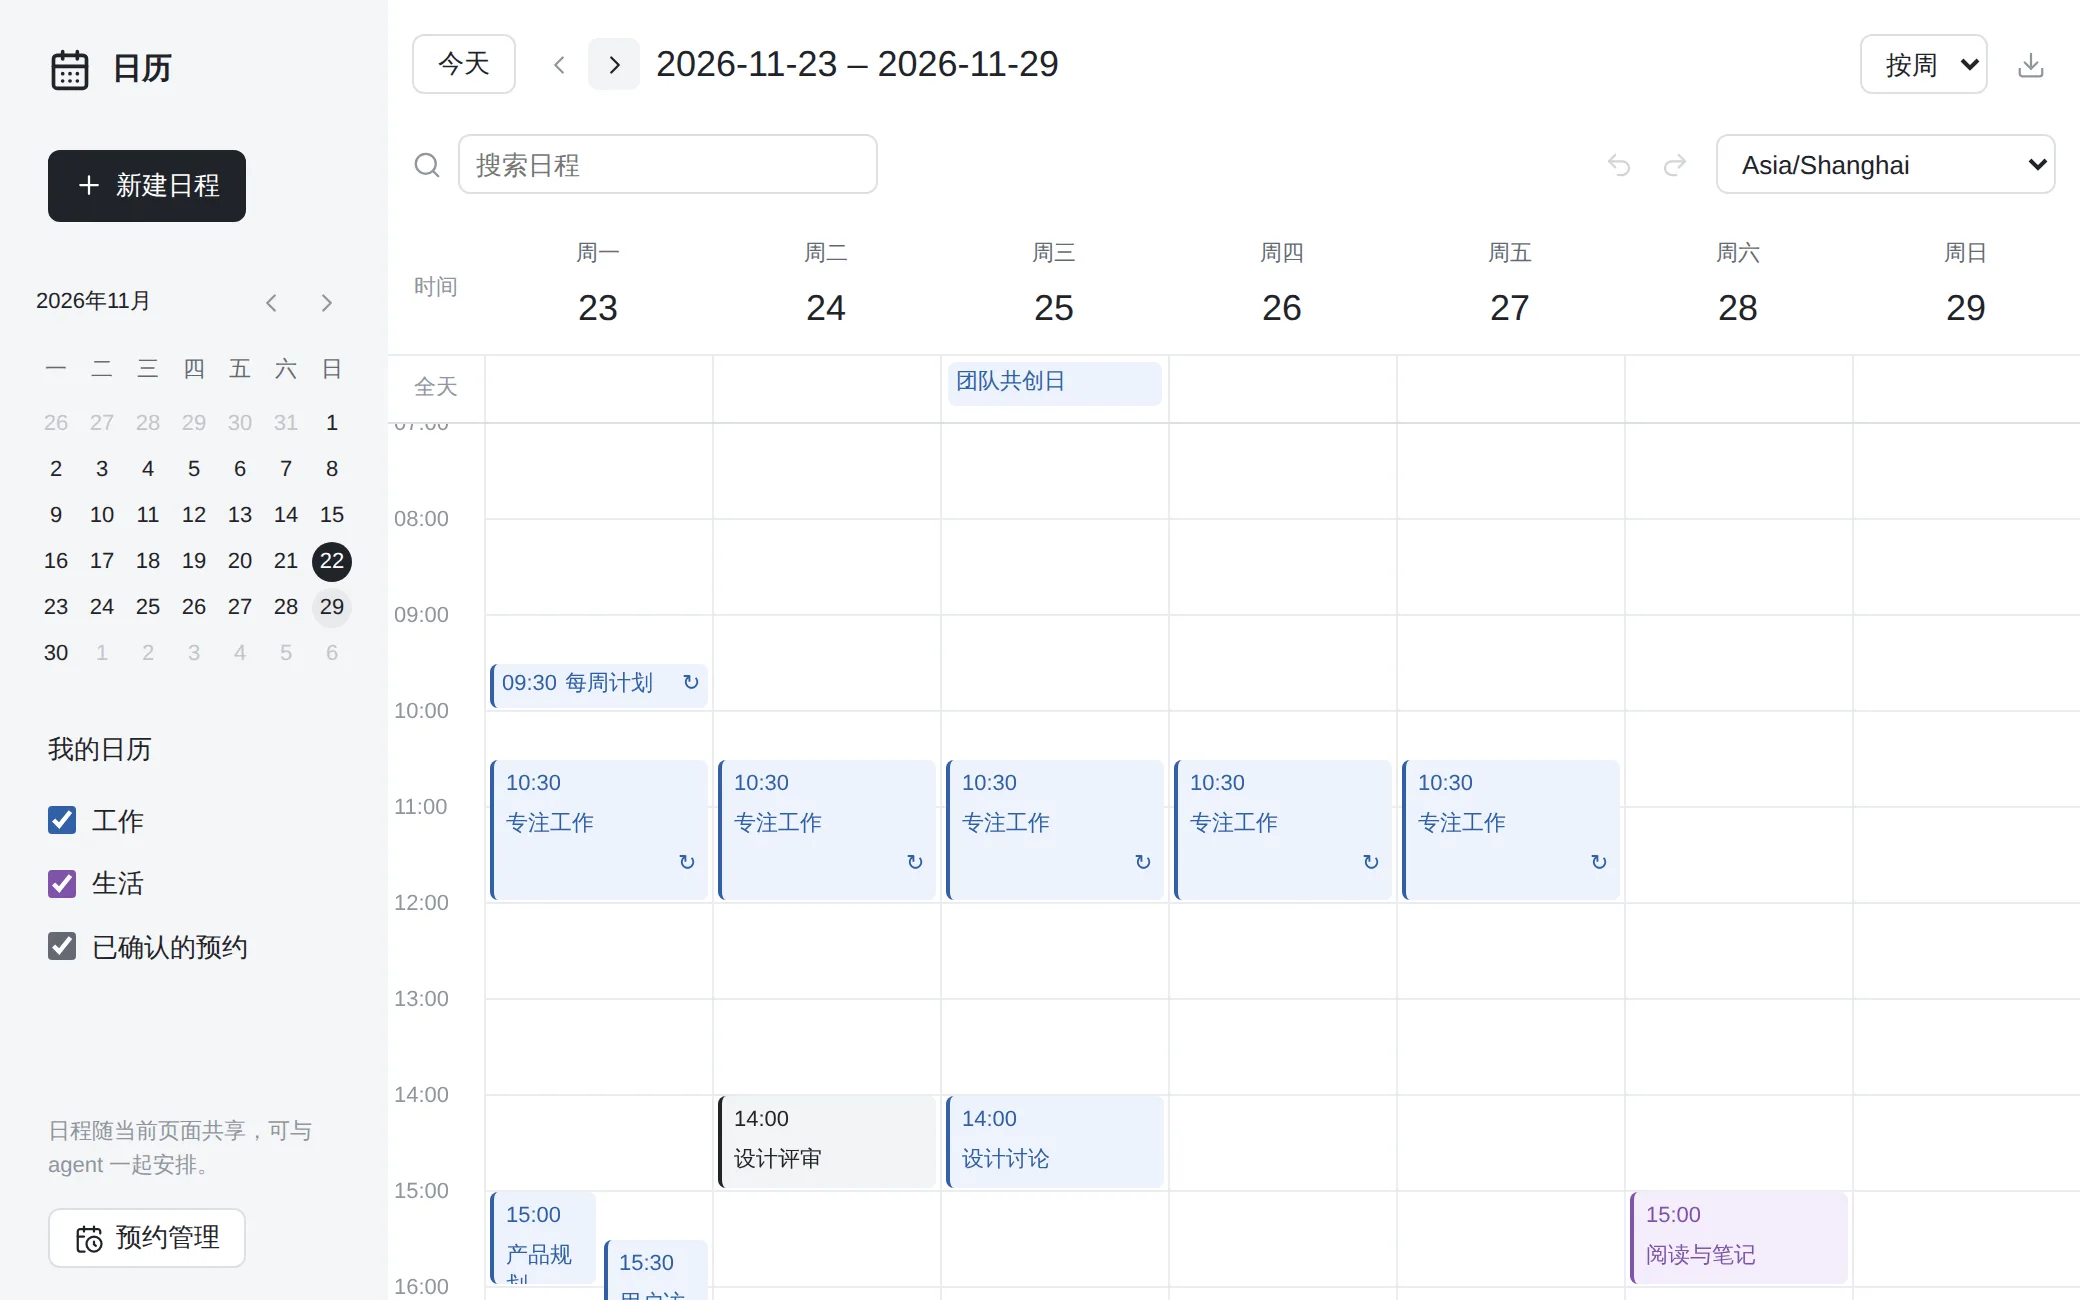 日历
新建日程
2026年11月
一 二 三 四 五 六 日
26 27 28 29 30 31 1
2 3 4 5 6 7 8
9 10 11 12 13 14 15
16 17 18 19 20 21 22
23 24 25 26 27 28 29
30 1 2 3 4 5 6
我的日历
工作
生活
已确认的预约
日程随当前页面共享，可与
agent 一起安排。
预约管理
今天
2026-11-23 – 2026-11-29
按周
搜索日程
Asia/Shanghai
时间
周一 周二 周三 周四 周五 周六 周日
23 24 25 26 27 28 29
全天
团队共创日
07:00
08:00
09:00
09:30 每周计划
10:00
10:30 10:30 10:30 10:30 10:30
11:00
专注工作 专注工作 专注工作 专注工作 专注工作
12:00
13:00
14:00
14:00 14:00
设计评审 设计讨论
15:00
15:00 15:00
产品规
划
阅读与笔记
15:30
16:00